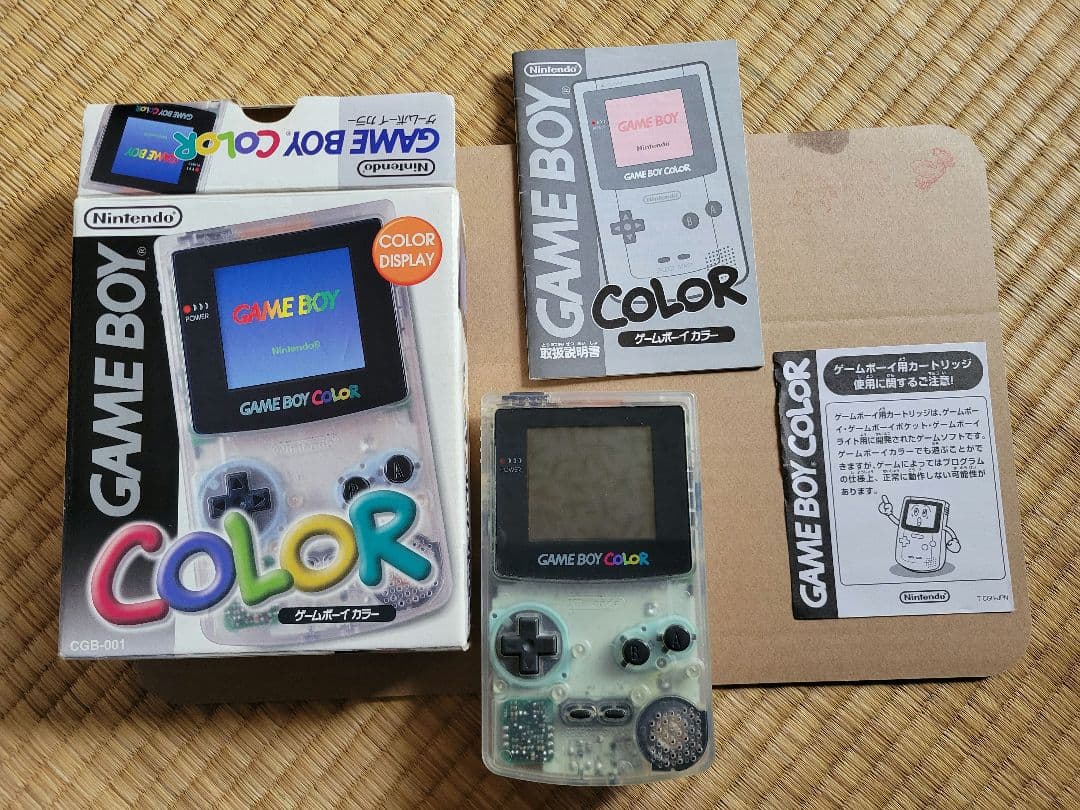 GAME BOY COLOR
ゲームボーイ カラー
Nintendo
GAME BOY COLOR
Nintendo
GAME BOY
COLOR DISPLAY
POWER
GAME BOY
Nintendo®
GAME BOY COLOR
A
B
COLOR
ゲームボーイ カラー
CGB-001
Nintendo
GAME BOY
GAME BOY
Nintendo
GAME BOY COLOR
Nintendo
B
A
COLOR
ゲームボーイ カラー
取扱説明書
POWER
GAME BOY COLOR
B
A
GAME BOY COLOR
ゲームボーイ用カートリッジ
使用に関するご注意!
ゲームボーイ用カートリッジは、ゲームボー
イ・ゲームボーイポケット・ゲームボーイ
ライト用に開発されたゲームソフトです。
ゲームボーイカラーでも遊ぶことがで
きますが、ゲームによってはプログラム
の仕様上、正常に動作しない可能性が
あります。
Nintendo